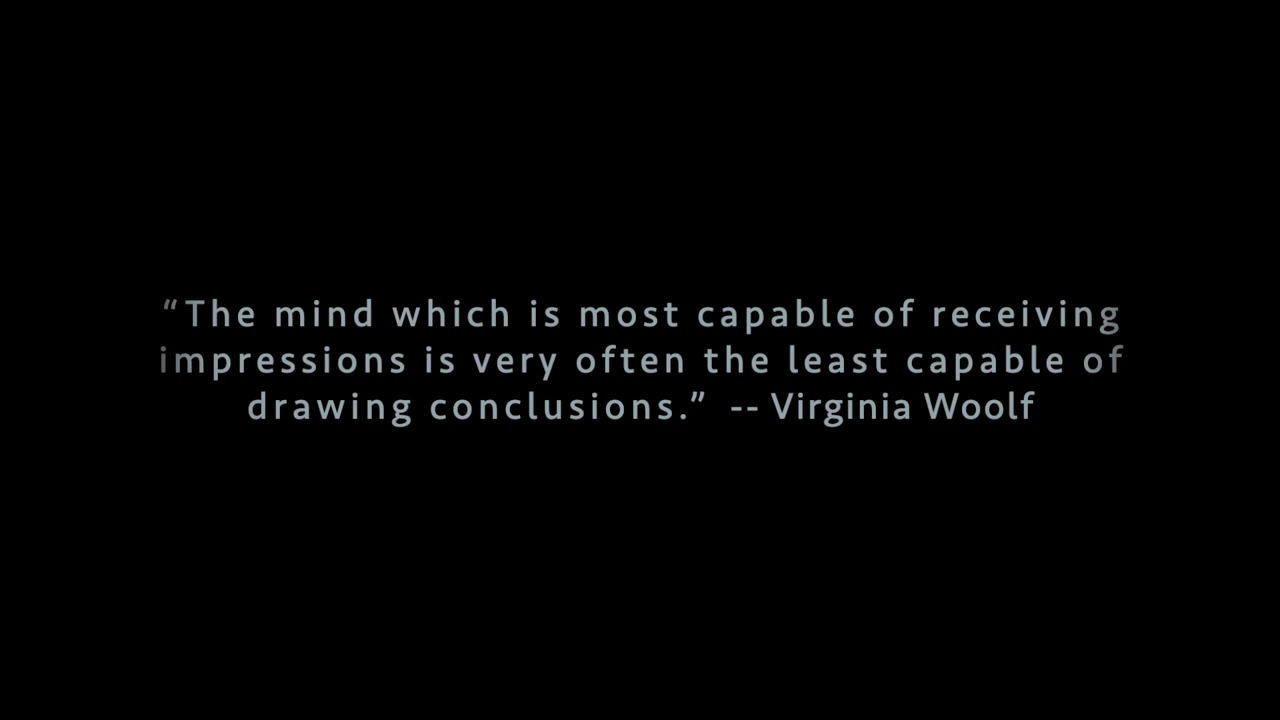 “The mind which is most capable of receiving
impressions is very often the least capable of
drawing conclusions.” -- Virginia Woolf